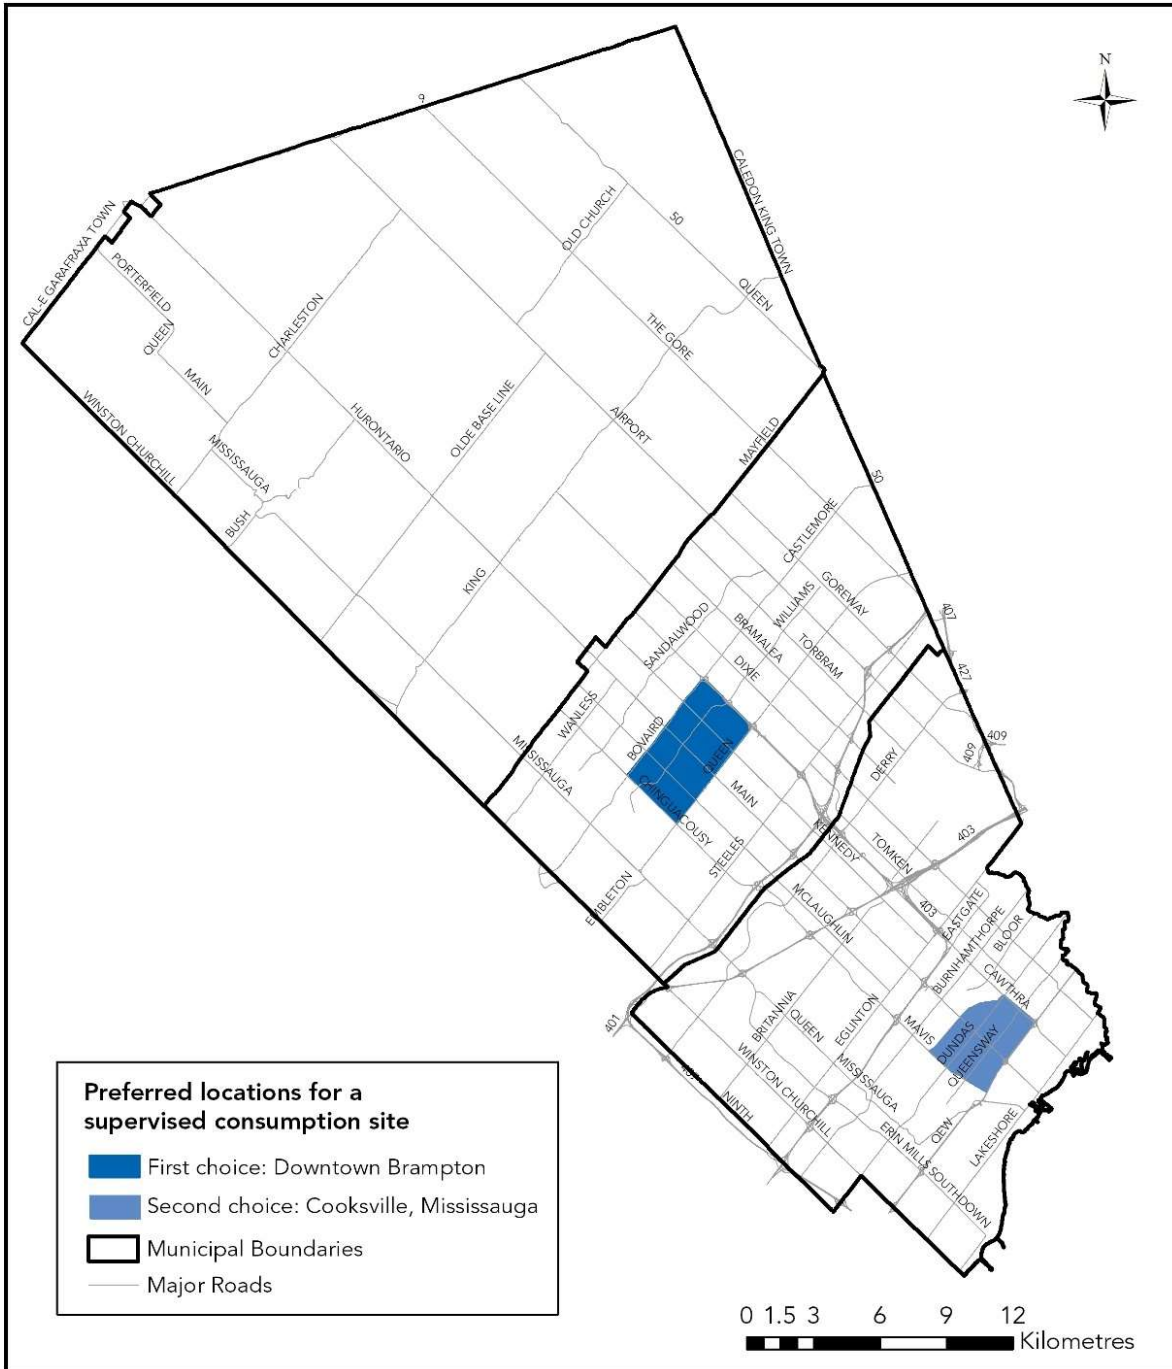 N
9
CAL-E GARAFRAXA TOWN
CALEDON KING TOWN
OLD CHURCH
50
PORTERFIELD
QUEEN
QUEEN
CHARLESTON
THE GORE
MAIN
WINSTON CHURCHILL
HURONTARIO
OLDE BASE LINE
AIRPORT
MAYFIELD
MISSISSAUGA
50
BUSH
CASTLEMORE
KING
WILLIAMS
GOREWAY
407
SANDALWOOD
BRAMALEA
TORBRAM
DIXIE
427
WANLESS
BOVAIRD
QUEEN
409
409
MISSISSAUGA
DERRY
CHINGUACOUSY
MAIN
STEELES
KENNEDY
TOMKEN
403
EMBLETON
MCLAUGHLIN
403
EASTGATE
BURNHAMTHORPE
BLOOR
CAWTHRA
401
BRITANNIA
QUEEN
EGLINTON
MAVIS
DUNDAS
QUEENSWAY
WINSTON CHURCHILL
MISSISSAUGA
NINTH
ERIN MILLS
SOUTHDOWN
QEW
LAKESHORE
Preferred locations for a
supervised consumption site
First choice: Downtown Brampton
Second choice: Cooksville, Mississauga
Municipal Boundaries
Major Roads
0 1.5 3 6 9 12
Kilometres